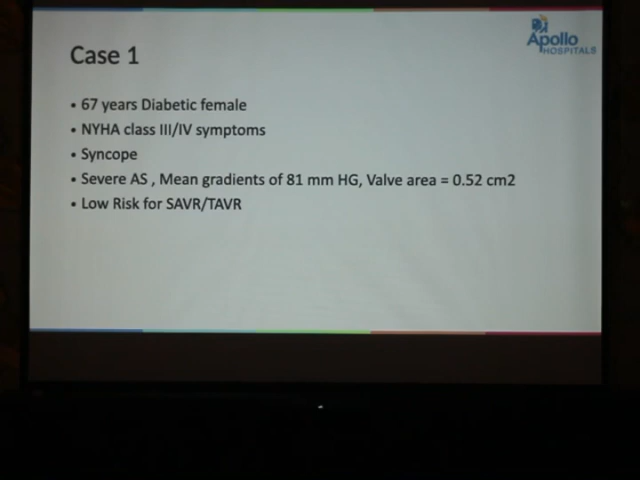 Apollo
HOSPITALS
Case 1
• 67 years Diabetic female
• NYHA class III/IV symptoms
• Syncope
• Severe AS , Mean gradients of 81 mm HG, Valve area = 0.52 cm2
• Low Risk for SAVR/TAVR